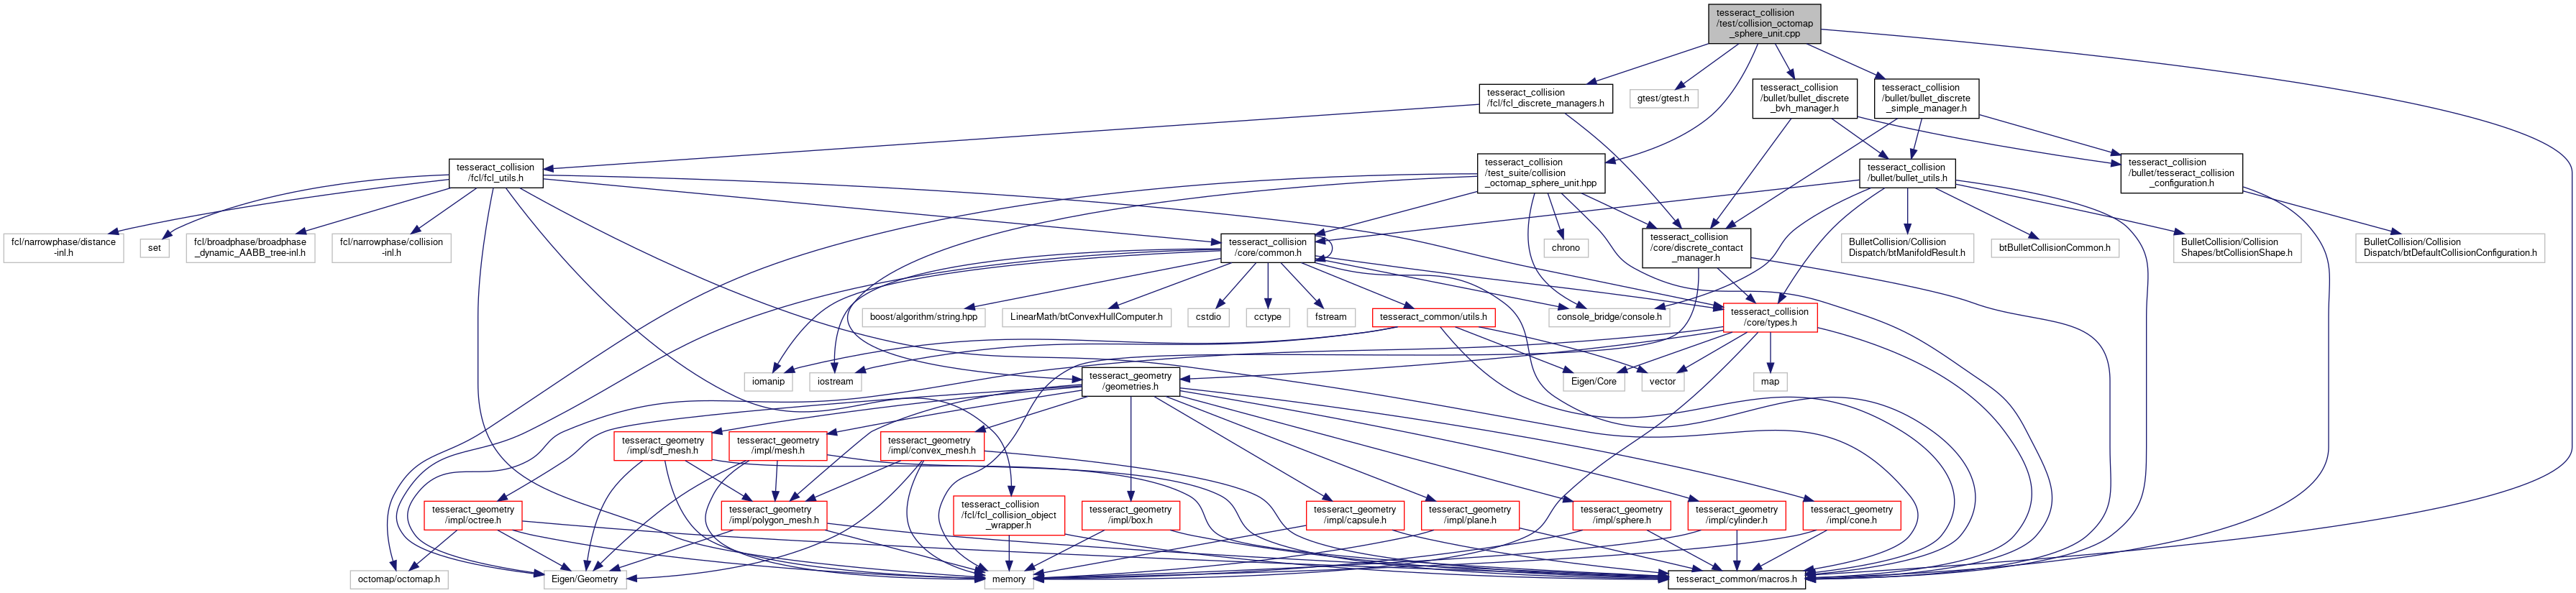 tesseract_collision
/test/collision_octomap
_sphere_unit.cpp
tesseract_collision
/fcl/fcl_discrete_managers.h
gtest/gtest.h
tesseract_collision
/bullet/bullet_discrete
_bvh_manager.h
tesseract_collision
/bullet/bullet_discrete
_simple_manager.h
tesseract_collision
/fcl/fcl_utils.h
tesseract_collision
/test_suite/collision
_octomap_sphere_unit.hpp
tesseract_collision
/bullet/bullet_utils.h
tesseract_collision
/bullet/tesseract_collision
_configuration.h
fcl/narrowphase/distance
-inl.h
set
fcl/broadphase/broadphase
_dynamic_AABB_tree-inl.h
fcl/narrowphase/collision
-inl.h
tesseract_collision
/core/common.h
chrono
tesseract_collision
/core/discrete_contact
_manager.h
BulletCollision/Collision
Dispatch/btManifoldResult.h
btBulletCollisionCommon.h
BulletCollision/Collision
Shapes/btCollisionShape.h
BulletCollision/Collision
Dispatch/btDefaultCollisionConfiguration.h
boost/algorithm/string.hpp
LinearMath/btConvexHullComputer.h
cstdio
cctype
fstream
tesseract_common/utils.h
console_bridge/console.h
tesseract_collision
/core/types.h
iomanip
iostream
tesseract_geometry
/geometries.h
Eigen/Core
vector
map
tesseract_geometry
/impl/sdf_mesh.h
tesseract_geometry
/impl/mesh.h
tesseract_geometry
/impl/convex_mesh.h
tesseract_geometry
/impl/octree.h
tesseract_geometry
/impl/polygon_mesh.h
tesseract_collision
/fcl/fcl_collision_object
_wrapper.h
tesseract_geometry
/impl/box.h
tesseract_geometry
/impl/capsule.h
tesseract_geometry
/impl/plane.h
tesseract_geometry
/impl/sphere.h
tesseract_geometry
/impl/cylinder.h
tesseract_geometry
/impl/cone.h
octomap/octomap.h
Eigen/Geometry
memory
tesseract_common/macros.h